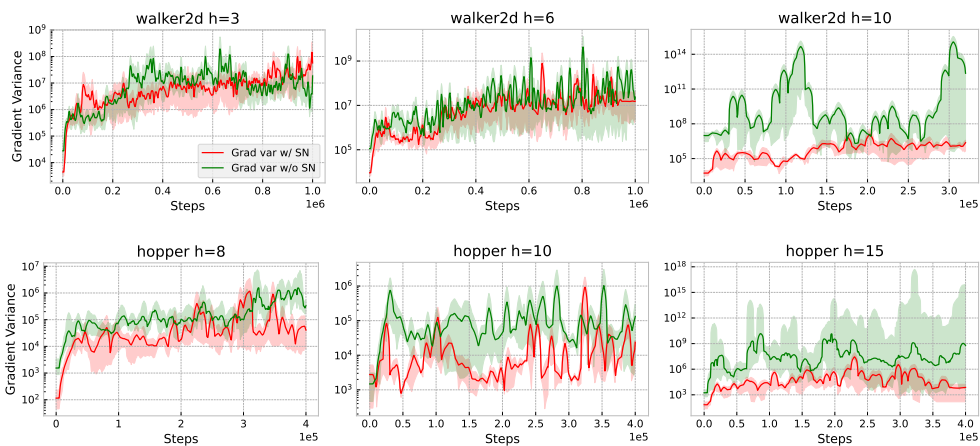 walker2d h=3
walker2d h=6
walker2d h=10
Gradient Variance
10^9
10^8
10^7
10^6
10^5
10^4
Grad var w/ SN
Grad var w/o SN
0.0 0.2 0.4 0.6 0.8 1.0
Steps
1e6
10^9
10^7
10^5
0.0 0.2 0.4 0.6 0.8 1.0
Steps
1e6
10^14
10^11
10^8
10^5
0.0 0.5 1.0 1.5 2.0 2.5 3.0
Steps
1e5
hopper h=8
hopper h=10
hopper h=15
Gradient Variance
10^7
10^6
10^5
10^4
10^3
10^2
0 1 2 3 4
Steps
1e5
10^6
10^5
10^4
10^3
0.0 0.5 1.0 1.5 2.0 2.5 3.0 3.5 4.0
Steps
1e5
10^18
10^15
10^12
10^9
10^6
10^3
0.0 0.5 1.0 1.5 2.0 2.5 3.0 3.5 4.0
Steps
1e5